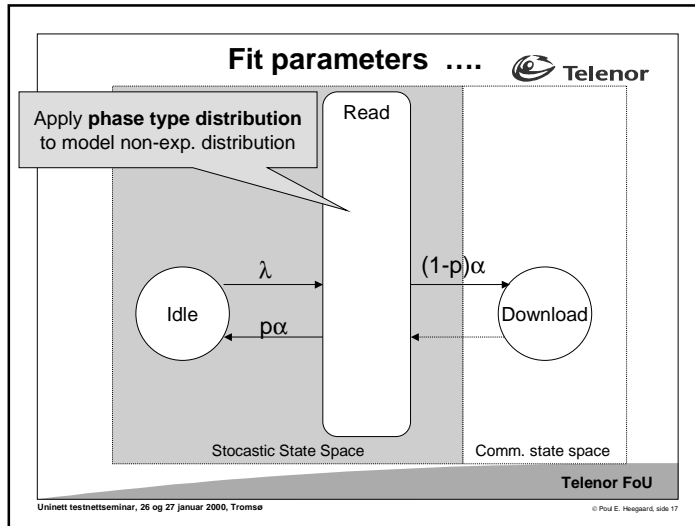 Fit parameters ....
Telenor
Apply phase type distribution
to model non-exp. distribution
Read
λ
(1-p)α
Idle
Download
pα
Stocastic State Space
Comm. state space
Telenor FoU
Uninett testnettseminar, 26 og 27 januar 2000, Tromsø
© Poul E. Heegaard, side 17